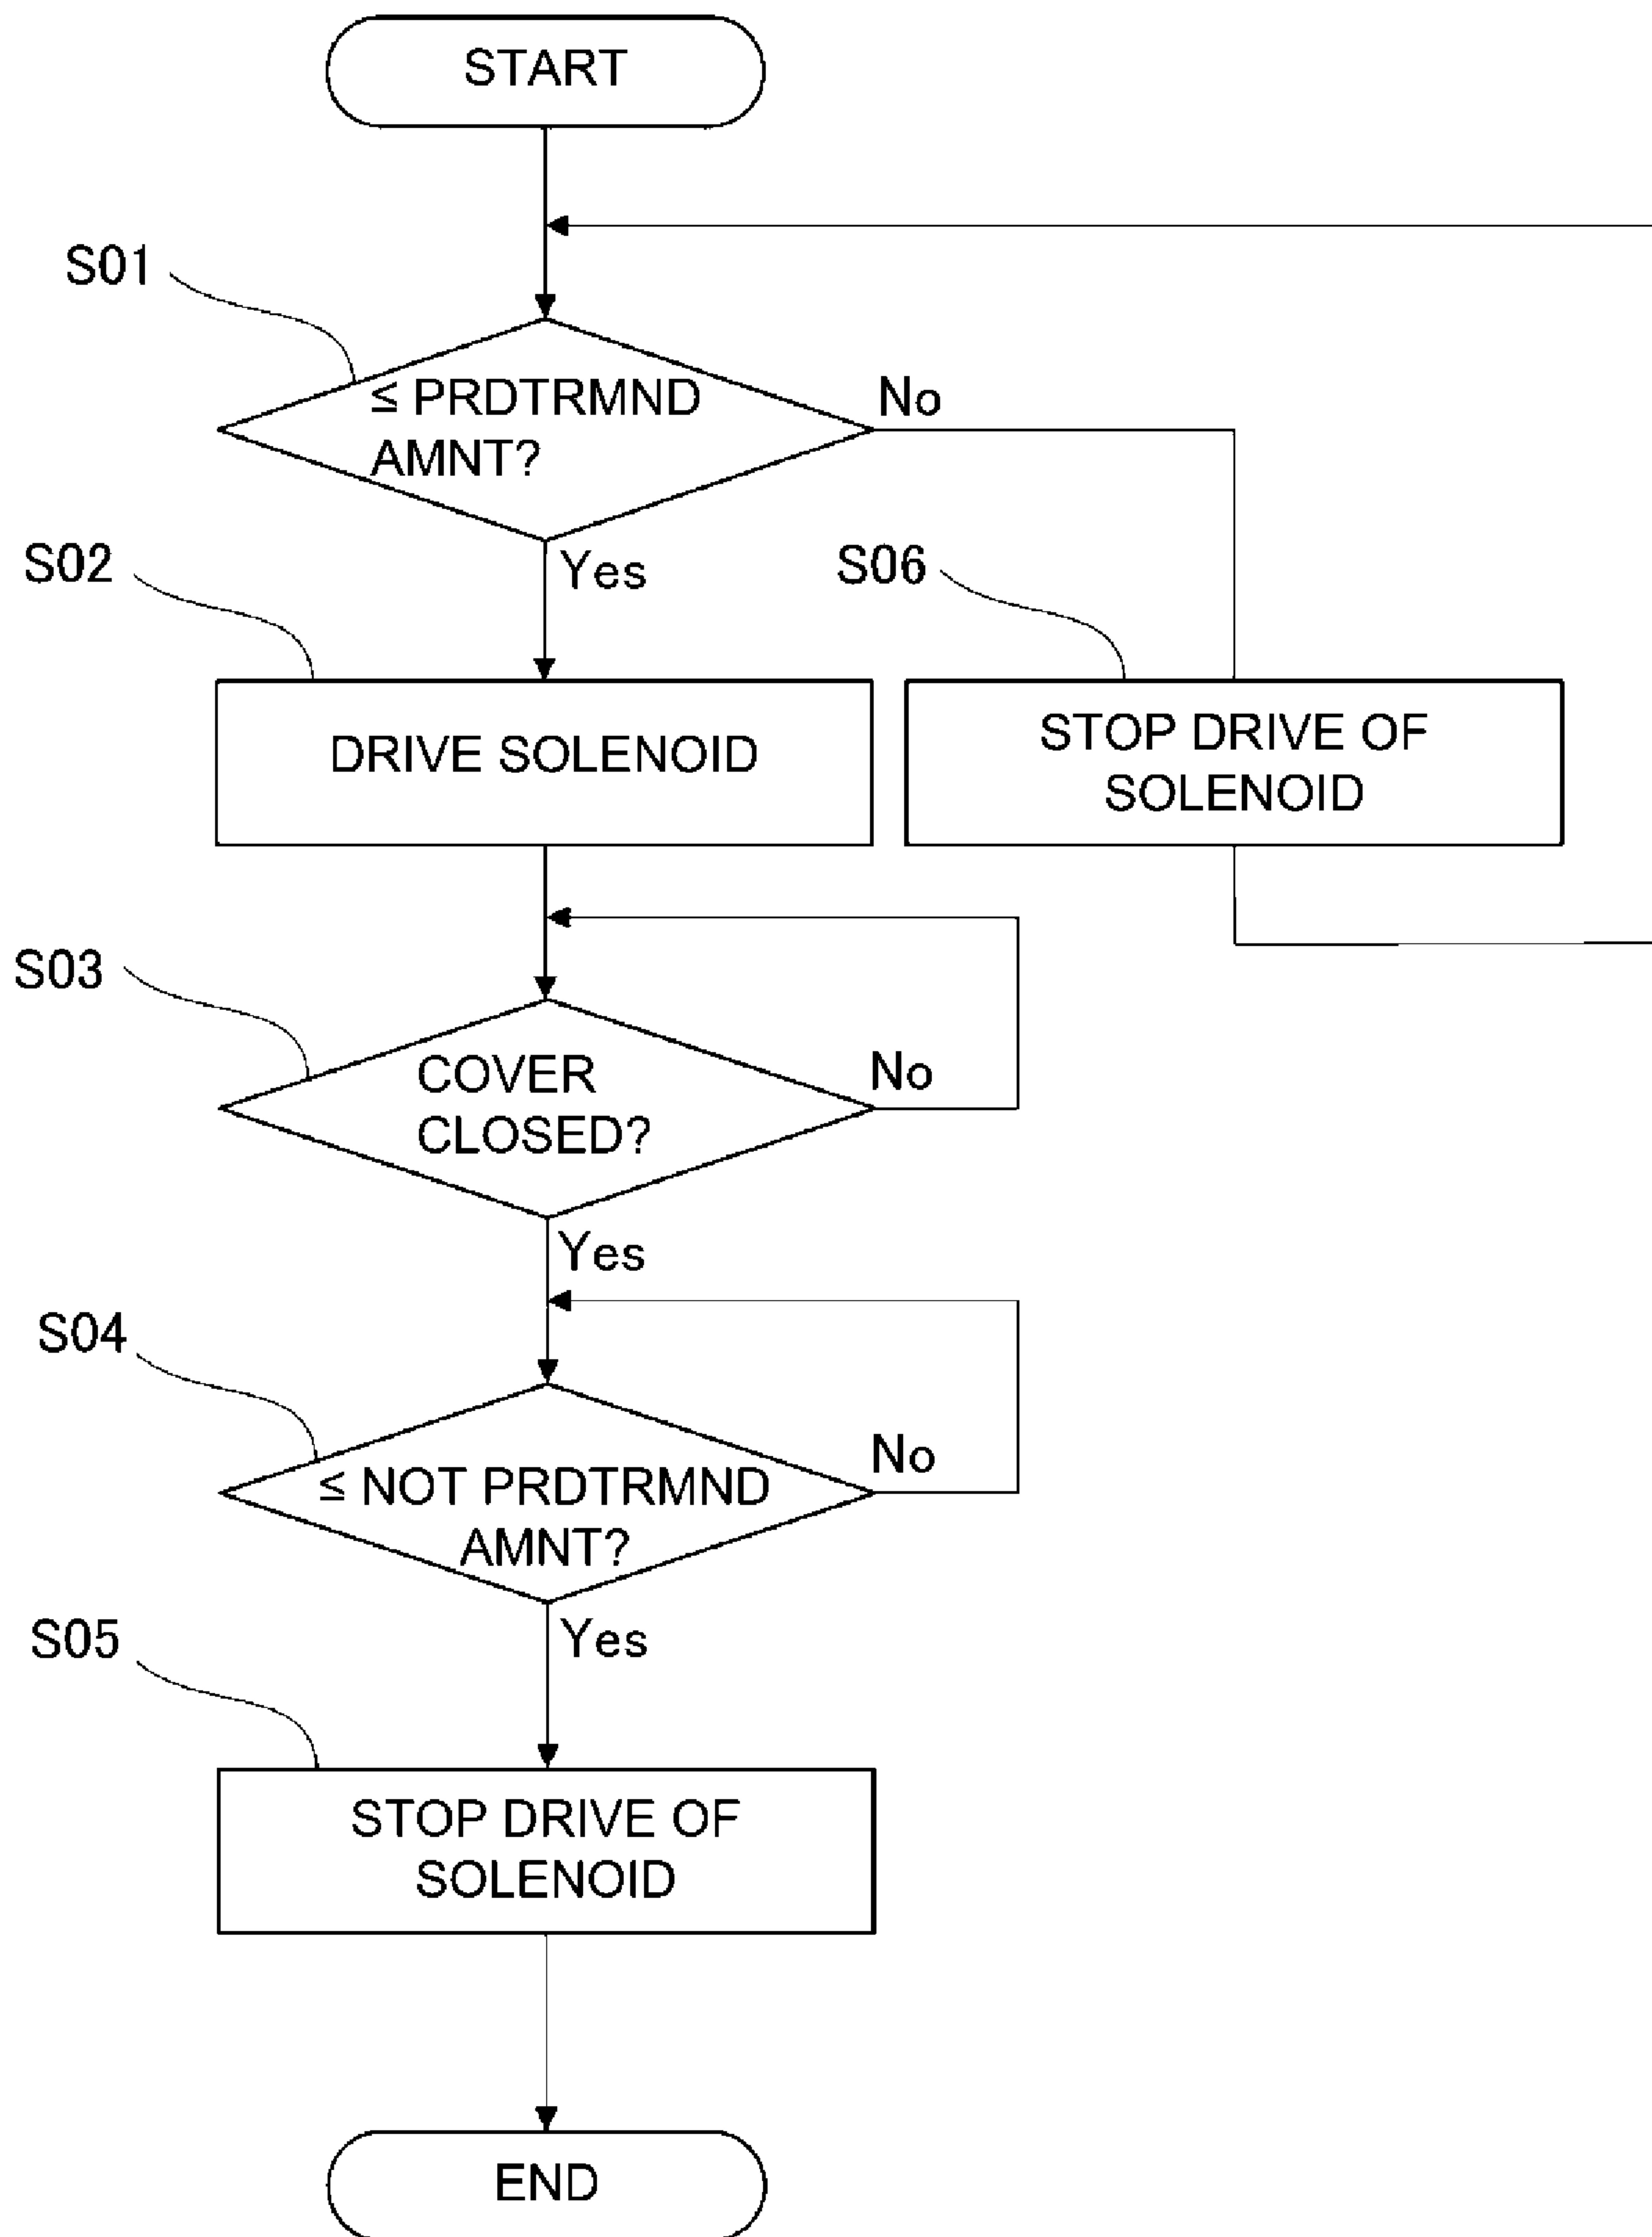 START
S01
≤ PRDTRMND
AMNT?
No
Yes
S02
DRIVE SOLENOID
S06
STOP DRIVE OF
SOLENOID
S03
COVER
CLOSED?
No
Yes
S04
≤ NOT PRDTRMND
AMNT?
No
Yes
S05
STOP DRIVE OF
SOLENOID
END